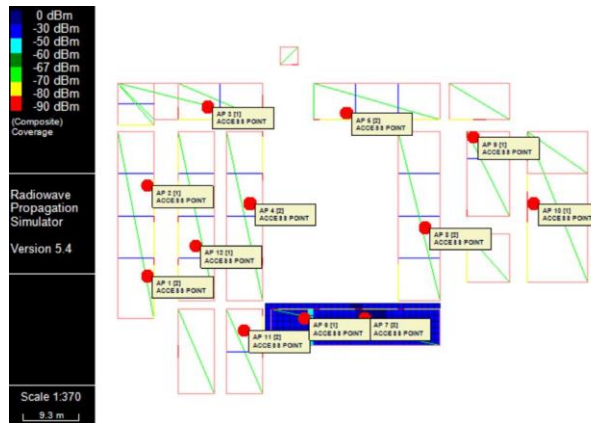 0 dBm
-30 dBm
-50 dBm
-60 dBm
-67 dBm
-70 dBm
-80 dBm
-90 dBm
(Composite)
Coverage
Radiowave
Propagation
Simulator
Version 5.4
Scale 1:370
9.3 m
AP 3 [1]
ACCESS POINT
AP 5 [2]
ACCESS POINT
AP 9 [1]
ACCESS POINT
AP 2 [1]
ACCESS POINT
AP 4 [2]
ACCESS POINT
AP 10 [1]
ACCESS POINT
AP 8 [2]
ACCESS POINT
AP 12 [1]
ACCESS POINT
AP 1 [2]
ACCESS POINT
AP 6 [1]
ACCESS POINT
AP 7 [2]
ACCESS POINT
AP 11 [2]
ACCESS POINT